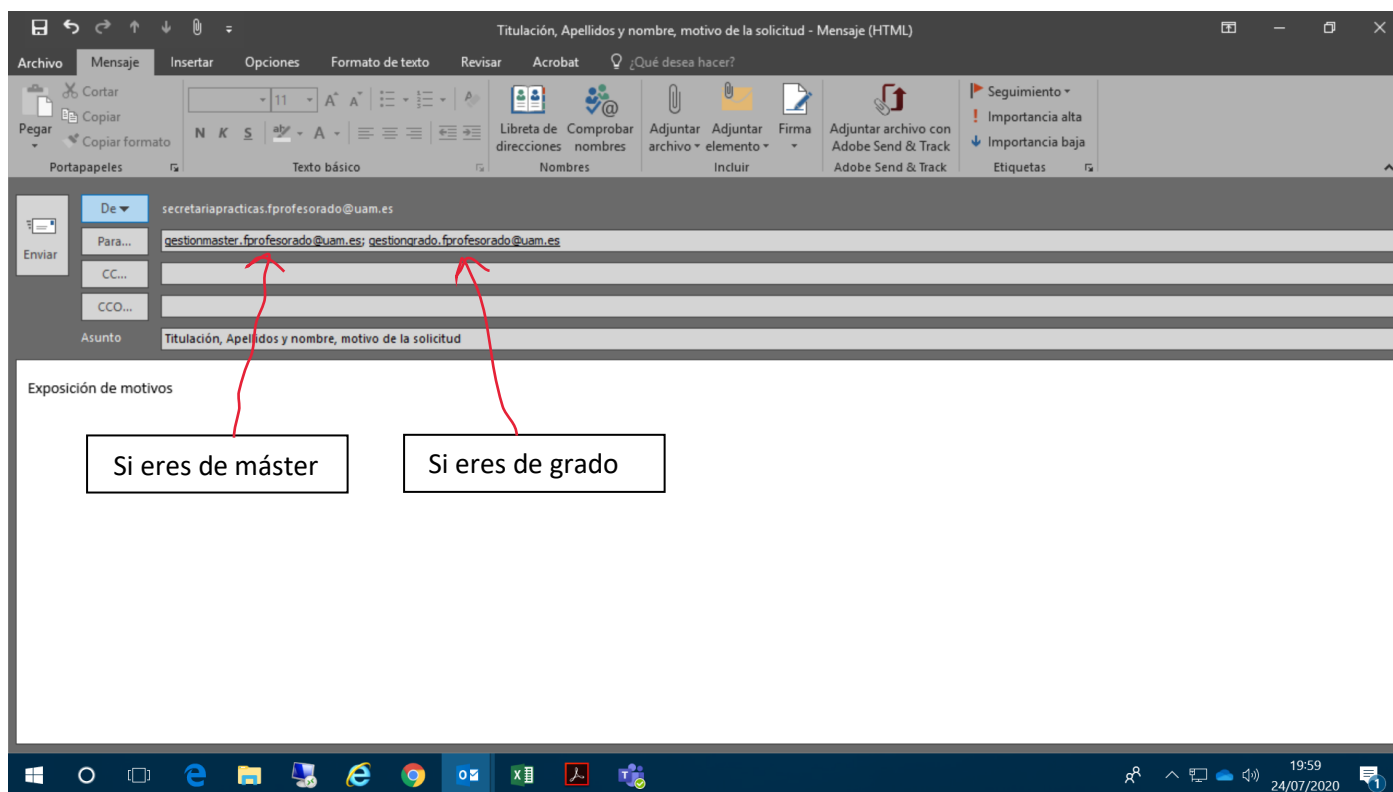 Titulación, Apellidos y nombre, motivo de la solicitud - Mensaje (HTML)
Archivo Mensaje Insertar Opciones Formato de texto Revisar Acrobat ¿Qué desea hacer?
Pegar
Cortar
Copiar
Copiar formato
Portapapeles
11 A A
N K S A
Texto básico
Libreta de direcciones
Comprobar nombres
Nombres
Adjuntar archivo
Adjuntar elemento
Firma
Incluir
Adjuntar archivo con
Adobe Send & Track
Adobe Send & Track
Seguimiento
Importancia alta
Importancia baja
Etiquetas
Enviar
De secretariapracticas.fprofesorado@uam.es
Para... gestionmaster.fprofesorado@uam.es; gestiongrado.fprofesorado@uam.es
CC...
CCO...
Asunto Titulación, Apellidos y nombre, motivo de la solicitud
Exposición de motivos
Si eres de máster
Si eres de grado
19:59
24/07/2020
1